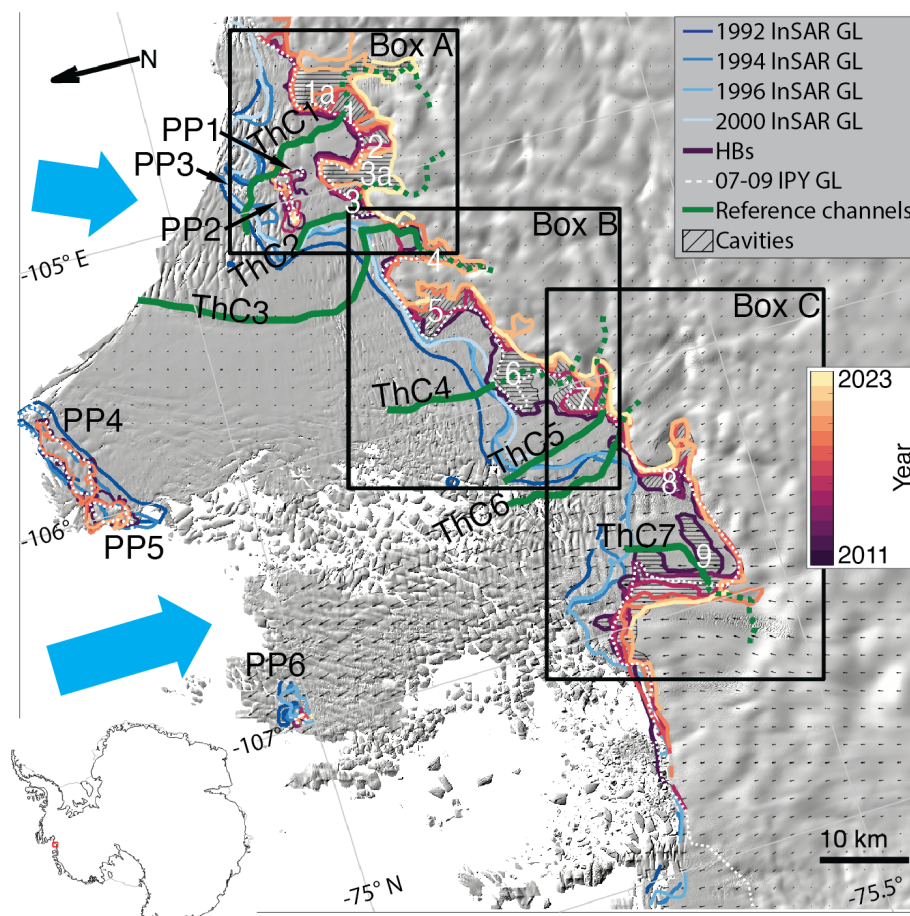 N
Box A
1992 InSAR GL
1994 InSAR GL
1996 InSAR GL
2000 InSAR GL
HBs
07-09 IPY GL
Reference channels
Cavities
1a
1
ThC1
PP1
2
PP3
3a
3
PP2
Box B
ThC2
4
-105° E
ThC3
5
Box C
6
7
ThC4
2023
Year
2011
PP4
ThC5
8
ThC6
-106°
PP5
ThC7
9
PP6
-107°
10 km
-75° N
-75.5°